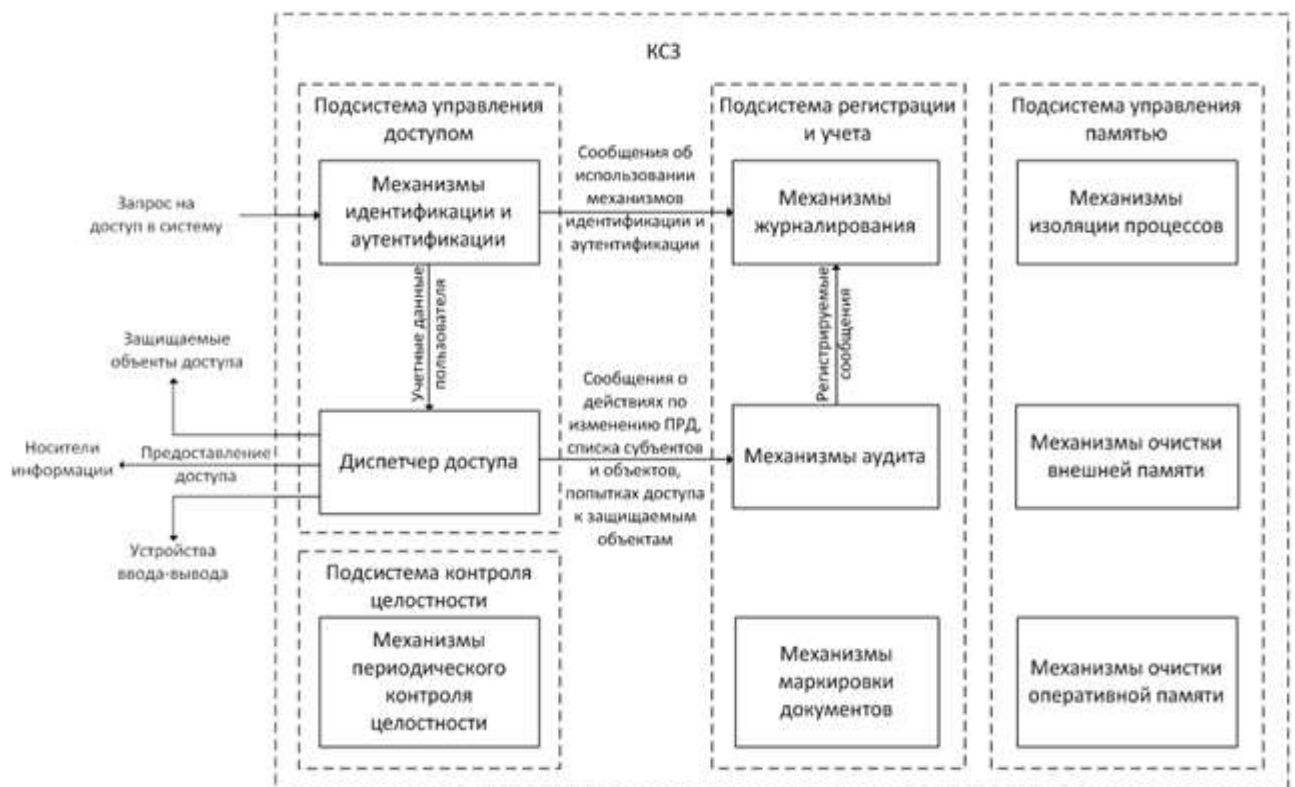 КСЗ
Подсистема управления
доступом
Механизмы
идентификации и
аутентификации
Запрос на
доступ в систему
Сообщения об
использовании
механизмов
идентификации и
аутентификации
Учетные данные
пользователя
Защищаемые
объекты доступа
Носители
информации
Предоставление
доступа
Устройства
ввода-вывода
Диспетчер доступа
Сообщения о
действиях по
изменению ПРД,
списка субъектов
и объектов,
попытках доступа
к защищаемым
объектам
Подсистема контроля
целостности
Механизмы
периодического
контроля
целостности
Подсистема регистрации
и учета
Механизмы
журналирования
Регистрируемые
сообщения
Механизмы аудита
Механизмы
маркировки
документов
Подсистема управления
памятью
Механизмы
изоляции процессов
Механизмы очистки
внешней памяти
Механизмы очистки
оперативной памяти